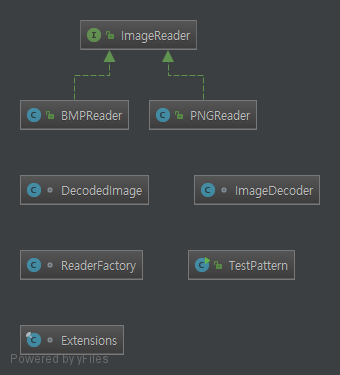 I ImageReader
C BMPReader
C PNGReader
C DecodedImage
C ImageDecoder
C ReaderFactory
C TestPattern
C Extensions
Powered by yFiles